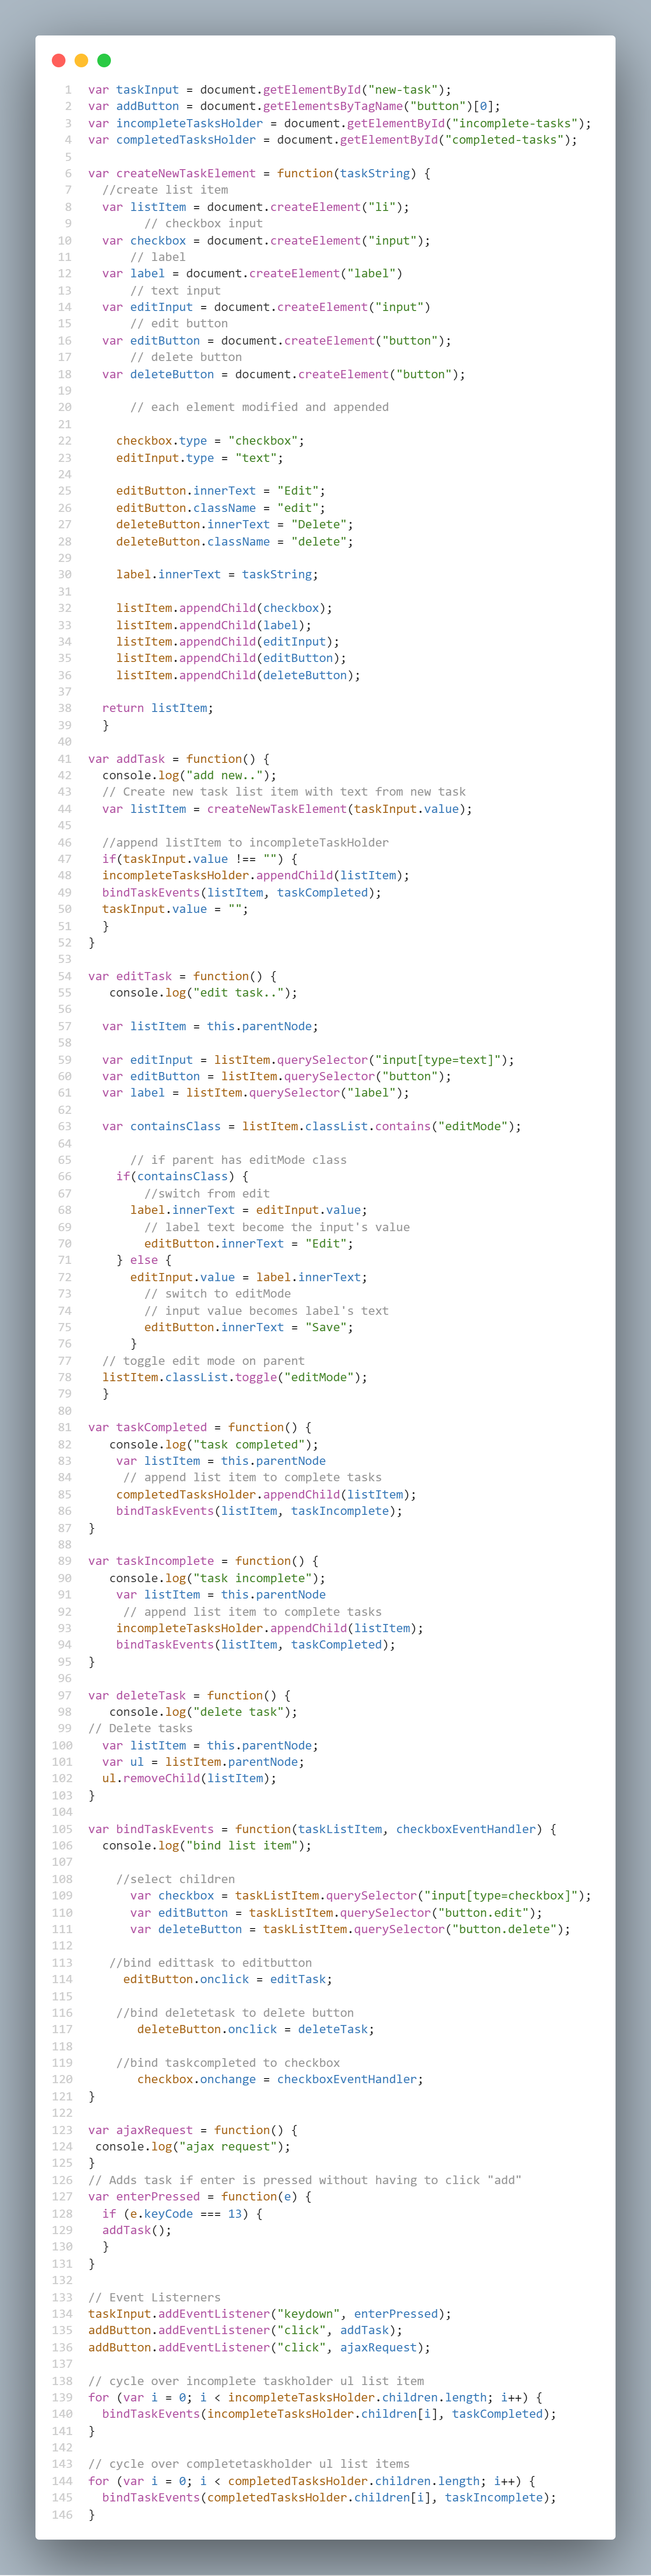 1 var taskInput = document.getElementById("new-task");
2 var addButton = document.getElementsByTagName("button")[0];
3 var incompleteTasksHolder = document.getElementById("incomplete-tasks");
4 var completedTasksHolder = document.getElementById("completed-tasks");
5
6 var createNewTaskElement = function(taskString) {
7   //create list item
8   var listItem = document.createElement("li");
9         // checkbox input
10   var checkbox = document.createElement("input");
11       // label
12   var label = document.createElement("label")
13       // text input
14   var editInput = document.createElement("input")
15       // edit button
16   var editButton = document.createElement("button");
17       // delete button
18   var deleteButton = document.createElement("button");
19
20       // each element modified and appended
21
22     checkbox.type = "checkbox";
23     editInput.type = "text";
24
25     editButton.innerText = "Edit";
26     editButton.className = "edit";
27     deleteButton.innerText = "Delete";
28     deleteButton.className = "delete";
29
30     label.innerText = taskString;
31
32     listItem.appendChild(checkbox);
33     listItem.appendChild(label);
34     listItem.appendChild(editInput);
35     listItem.appendChild(editButton);
36     listItem.appendChild(deleteButton);
37
38   return listItem;
39   }
40
41 var addTask = function() {
42   console.log("add new..");
43   // Create new task list item with text from new task
44   var listItem = createNewTaskElement(taskInput.value);
45
46   //append listItem to incompleteTaskHolder
47   if(taskInput.value !== "") {
48   incompleteTasksHolder.appendChild(listItem);
49   bindTaskEvents(listItem, taskCompleted);
50   taskInput.value = "";
51   }
52 }
53
54 var editTask = function() {
55    console.log("edit task..");
56
57   var listItem = this.parentNode;
58
59   var editInput = listItem.querySelector("input[type=text]");
60   var editButton = listItem.querySelector("button");
61   var label = listItem.querySelector("label");
62
63   var containsClass = listItem.classList.contains("editMode");
64
65       // if parent has editMode class
66     if(containsClass) {
67         //switch from edit
68       label.innerText = editInput.value;
69         // label text become the input's value
70         editButton.innerText = "Edit";
71     } else {
72       editInput.value = label.innerText;
73         // switch to editMode
74         // input value becomes label's text
75         editButton.innerText = "Save";
76       }
77   // toggle edit mode on parent
78   listItem.classList.toggle("editMode");
79   }
80
81 var taskCompleted = function() {
82    console.log("task completed");
83     var listItem = this.parentNode
84      // append list item to complete tasks
85     completedTasksHolder.appendChild(listItem);
86     bindTaskEvents(listItem, taskIncomplete);
87 }
88
89 var taskIncomplete = function() {
90    console.log("task incomplete");
91     var listItem = this.parentNode
92      // append list item to complete tasks
93     incompleteTasksHolder.appendChild(listItem);
94     bindTaskEvents(listItem, taskCompleted);
95 }
96
97 var deleteTask = function() {
98    console.log("delete task");
99 // Delete tasks
100   var listItem = this.parentNode;
101   var ul = listItem.parentNode;
102   ul.removeChild(listItem);
103 }
104
105 var bindTaskEvents = function(taskListItem, checkboxEventHandler) {
106   console.log("bind list item");
107
108     //select children
109       var checkbox = taskListItem.querySelector("input[type=checkbox]");
110       var editButton = taskListItem.querySelector("button.edit");
111       var deleteButton = taskListItem.querySelector("button.delete");
112
113    //bind edittask to editbutton
114      editButton.onclick = editTask;
115
116     //bind deletetask to delete button
117        deleteButton.onclick = deleteTask;
118
119     //bind taskcompleted to checkbox
120        checkbox.onchange = checkboxEventHandler;
121 }
122
123 var ajaxRequest = function() {
124  console.log("ajax request");
125 }
126 // Adds task if enter is pressed without having to click "add"
127 var enterPressed = function(e) {
128   if (e.keyCode === 13) {
129   addTask();
130   }
131 }
132
133 // Event Listerners
134 taskInput.addEventListener("keydown", enterPressed);
135 addButton.addEventListener("click", addTask);
136 addButton.addEventListener("click", ajaxRequest);
137
138 // cycle over incomplete taskholder ul list item
139 for (var i = 0; i < incompleteTasksHolder.children.length; i++) {
140   bindTaskEvents(incompleteTasksHolder.children[i], taskCompleted);
141 }
142
143 // cycle over completetaskholder ul list items
144 for (var i = 0; i < completedTasksHolder.children.length; i++) {
145   bindTaskEvents(completedTasksHolder.children[i], taskIncomplete);
146 }